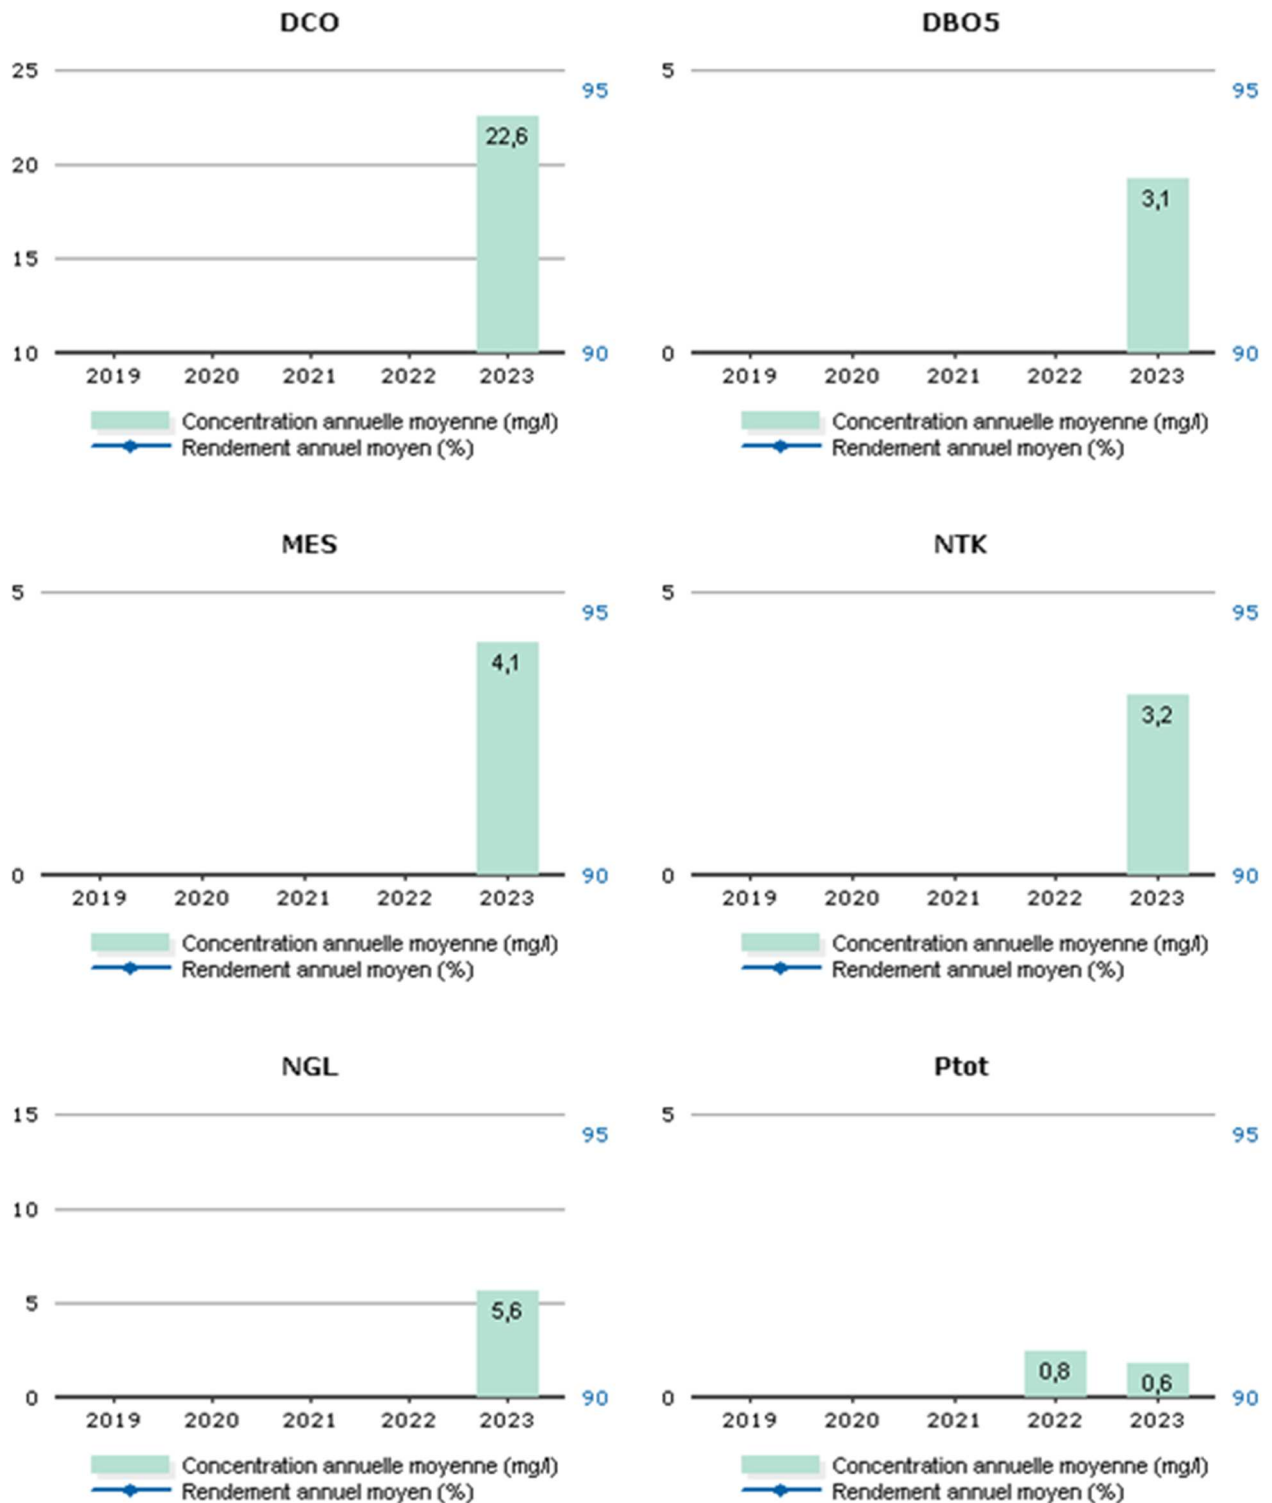 DCO
25
95
22,6
20
15
10
90
2019 2020 2021 2022 2023
Concentration annuelle moyenne (mg/l)
Rendement annuel moyen (%)
DBO5
5
95
3,1
0
90
2019 2020 2021 2022 2023
Concentration annuelle moyenne (mg/l)
Rendement annuel moyen (%)
MES
5
95
4,1
0
90
2019 2020 2021 2022 2023
Concentration annuelle moyenne (mg/l)
Rendement annuel moyen (%)
NTK
5
95
3,2
0
90
2019 2020 2021 2022 2023
Concentration annuelle moyenne (mg/l)
Rendement annuel moyen (%)
NGL
15
95
10
5
5,6
0
90
2019 2020 2021 2022 2023
Concentration annuelle moyenne (mg/l)
Rendement annuel moyen (%)
Ptot
5
95
0,8
0,6
0
90
2019 2020 2021 2022 2023
Concentration annuelle moyenne (mg/l)
Rendement annuel moyen (%)